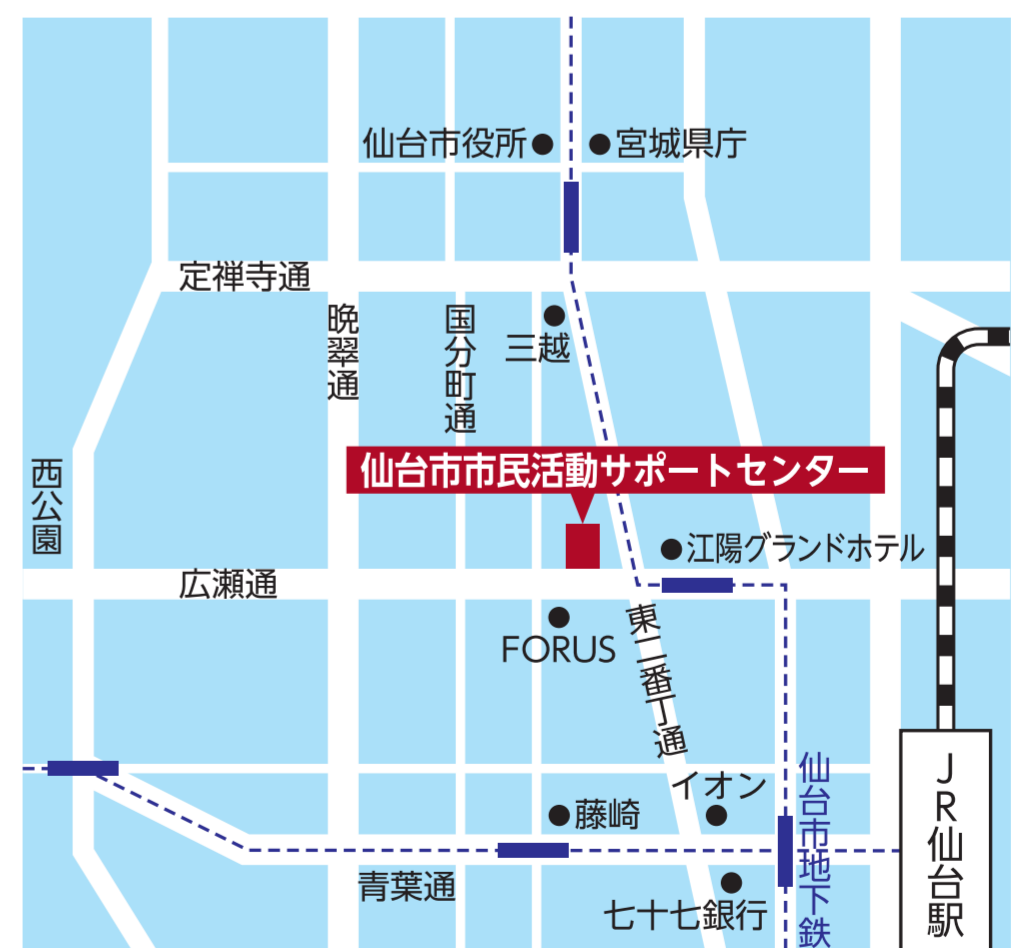 仙台市役所
宮城県庁
定禅寺通
晩翠通
国分町通
三越
仙台市市民活動サポートセンター
西公園
江陽グランドホテル
広瀬通
FORUS
東二番丁通
イオン
仙台市地下鉄
JR仙台駅
藤崎
青葉通
七十七銀行